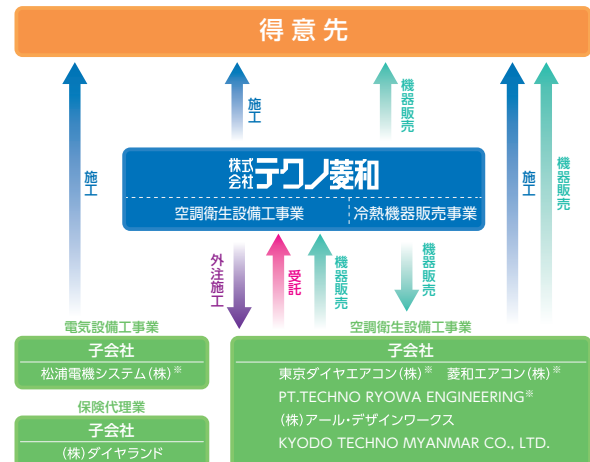 得意先
施工
施工
機器販売
施工
機器販売
株式会社テクノ菱和
空調衛生設備工事業
冷熱機器販売事業
外注施工
受託
機器販売
機器販売
電気設備工事業
子会社
松浦電機システム（株）※
保険代理業
子会社
（株）ダイヤランド
空調衛生設備工事業
子会社
東京ダイヤエアコン（株）※ 菱和エアコン（株）※
PT.TECHNO RYOWA ENGINEERING※
（株）アール・デザインワークス
KYODO TECHNO MYANMAR CO., LTD.